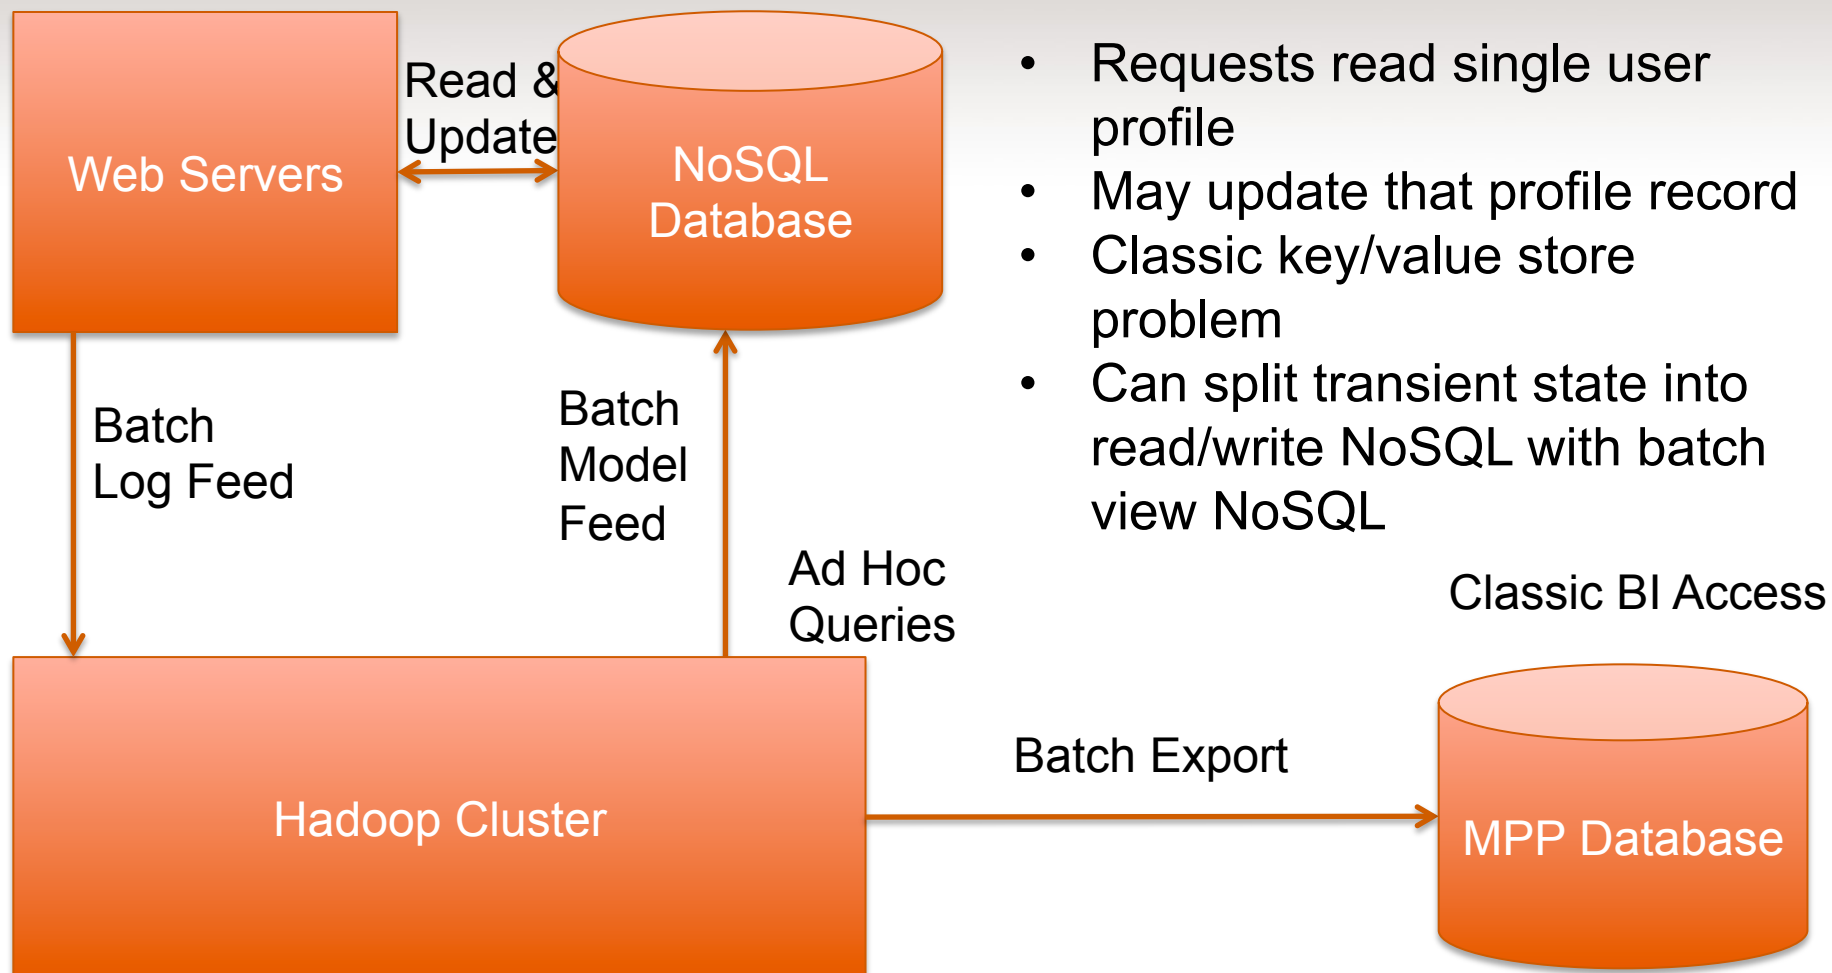 Web Servers
Read &
Update
NoSQL
Database
• Requests read single user
profile
• May update that profile record
• Classic key/value store
problem
• Can split transient state into
read/write NoSQL with batch
view NoSQL
Batch
Log Feed
Batch
Model
Feed
Ad Hoc
Queries
Classic BI Access
Hadoop Cluster
Batch Export
MPP Database